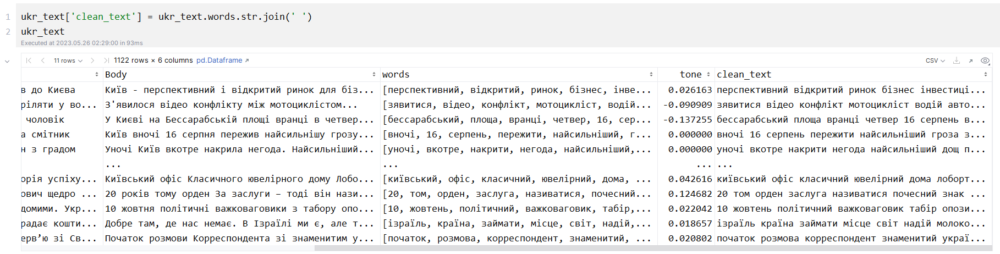 1 ukr_text['clean_text'] = ukr_text.words.str.join(' ')
2 ukr_text
Executed at 2023.05.26 02:29:00 in 93ms
11 rows 1122 rows × 6 columns pd.Dataframe CSV
Body words tone clean_text
в до Києва Київ - перспективний і відкритий ринок для біз... [перспективний, відкритий, ринок, бізнес, інве... 0.026163 перспективний відкритий ринок бізнес інвестиці...
ріляти у во... З'явилося відео конфлікту між мотоциклістом... [зявитися, відео, конфлікт, мотоцикліст, водій... -0.090909 зявитися відео конфлікт мотоцикліст водій авто...
чоловік У Києві на Бессарабській площі вранці в четвер... [бессарабський, площа, вранці, четвер, 16, сер... -0.137255 бессарабський площа вранці четвер 16 серпень в...
а смітник Київ вночі 16 серпня пережив найсильнішу грозу... [вночі, 16, серпень, пережити, найсильніший, г... 0.000000 вночі 16 серпень пережити найсильніший гроза з...
н з градом Уночі Київ вкотре накрила негода. Найсильніший... [уночі, вкотре, накрити, негода, найсильніший,... 0.000000 уночі вкотре накрити негода найсильніший дощ п...
... ... ... ...
орія успіху... Київський офіс Класичного ювелірного дому Лобо... [київський, офіс, класичний, ювелірний, дома, ... 0.042616 київський офіс класичний ювелірний дома лоборт...
ович щедро ... 20 років тому орден За заслуги – тоді він нази... [20, том, орден, заслуга, називатися, почесний... 0.124682 20 том орден заслуга називатися почесний знак ...
домими. Укр... 10 жовтня політичні важковаговики з табору опо... [10, жовтень, політичний, важковаговик, табір,... 0.022042 10 жовтень політичний важковаговик табір опози...
радає кошти... Добре там, де нас немає. В Ізраїлі ми є, але т... [ізраїль, країна, займати, місце, світ, надій,... 0.018657 ізраїль країна займати місце світ надій молоко...
ерв’ю зі Св... Початок розмови Корреспондента зі знаменитим у... [початок, розмова, корреспондент, знаменитий, ... 0.020802 початок розмова корреспондент знаменитий украї...